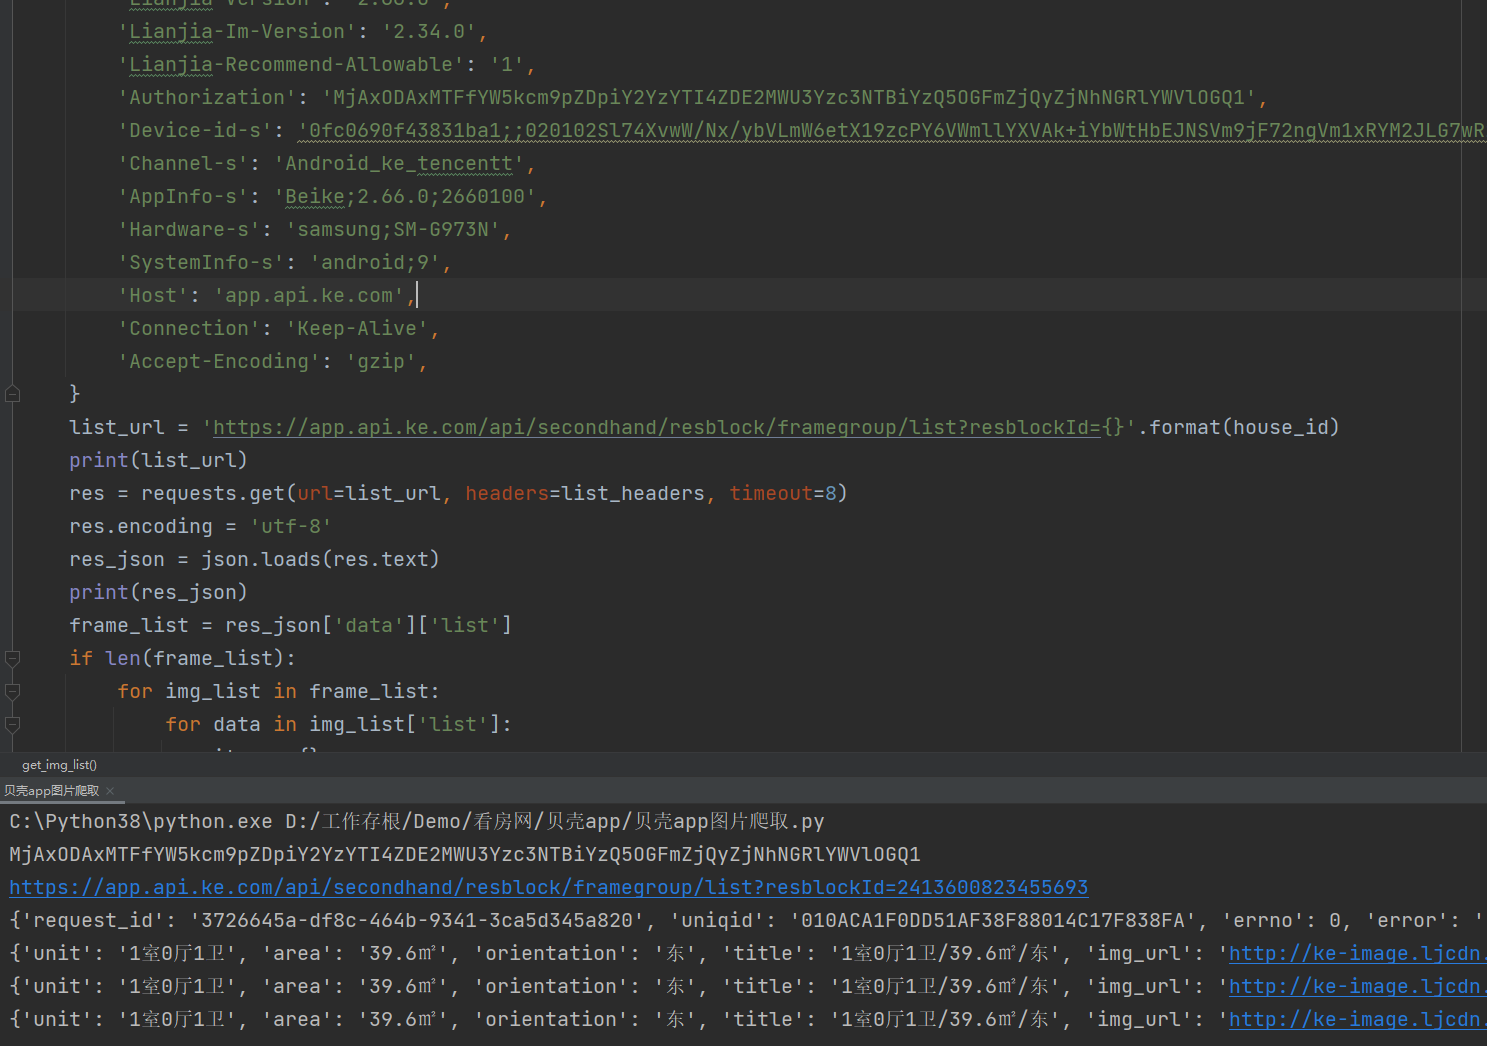 'Lianjia-Version': '2.66.0',
'Lianjia-Im-Version': '2.34.0',
'Lianjia-Recommend-Allowable': '1',
'Authorization': 'MjAxODAxMTFfYW5kcm9pZDpiY2YzYTI4ZDE2MWU3Yzc3NTBiYzQ5OGFmZjQyZjNhNGRlYWVlOGQ1',
'Device-id-s': '0fc0690f43831ba1;;020102Sl74XvwW/Nx/ybVLmW6etX19zcPY6VWmllYXVAk+iYbWtHbEJNSVm9jF72ngVm1xRYM2JLG7wR
'Channel-s': 'Android_ke_tencentt',
'AppInfo-s': 'Beike;2.66.0;2660100',
'Hardware-s': 'samsung;SM-G973N',
'SystemInfo-s': 'android;9',
'Host': 'app.api.ke.com',
'Connection': 'Keep-Alive',
'Accept-Encoding': 'gzip',
}
list_url = 'https://app.api.ke.com/api/secondhand/resblock/framegroup/list?resblockId={}'.format(house_id)
print(list_url)
res = requests.get(url=list_url, headers=list_headers, timeout=8)
res.encoding = 'utf-8'
res_json = json.loads(res.text)
print(res_json)
frame_list = res_json['data']['list']
if len(frame_list):
for img_list in frame_list:
for data in img_list['list']:
get_img_list()
贝壳app图片爬取
C:\Python38\python.exe D:/工作存根/Demo/看房网/贝壳app/贝壳app图片爬取.py
MjAxODAxMTFfYW5kcm9pZDpiY2YzYTI4ZDE2MWU3Yzc3NTBiYzQ5OGFmZjQyZjNhNGRlYWVlOGQ1
https://app.api.ke.com/api/secondhand/resblock/framegroup/list?resblockId=2413600823455693
{'request_id': '3726645a-df8c-464b-9341-3ca5d345a820', 'uniqid': '010ACA1F0DD51AF38F88014C17F838FA', 'errno': 0, 'error': '
{'unit': '1室0厅1卫', 'area': '39.6㎡', 'orientation': '东', 'title': '1室0厅1卫/39.6㎡/东', 'img_url': 'http://ke-image.ljcdn.
{'unit': '1室0厅1卫', 'area': '39.6㎡', 'orientation': '东', 'title': '1室0厅1卫/39.6㎡/东', 'img_url': 'http://ke-image.ljcdn.
{'unit': '1室0厅1卫', 'area': '39.6㎡', 'orientation': '东', 'title': '1室0厅1卫/39.6㎡/东', 'img_url': 'http://ke-image.ljcdn.